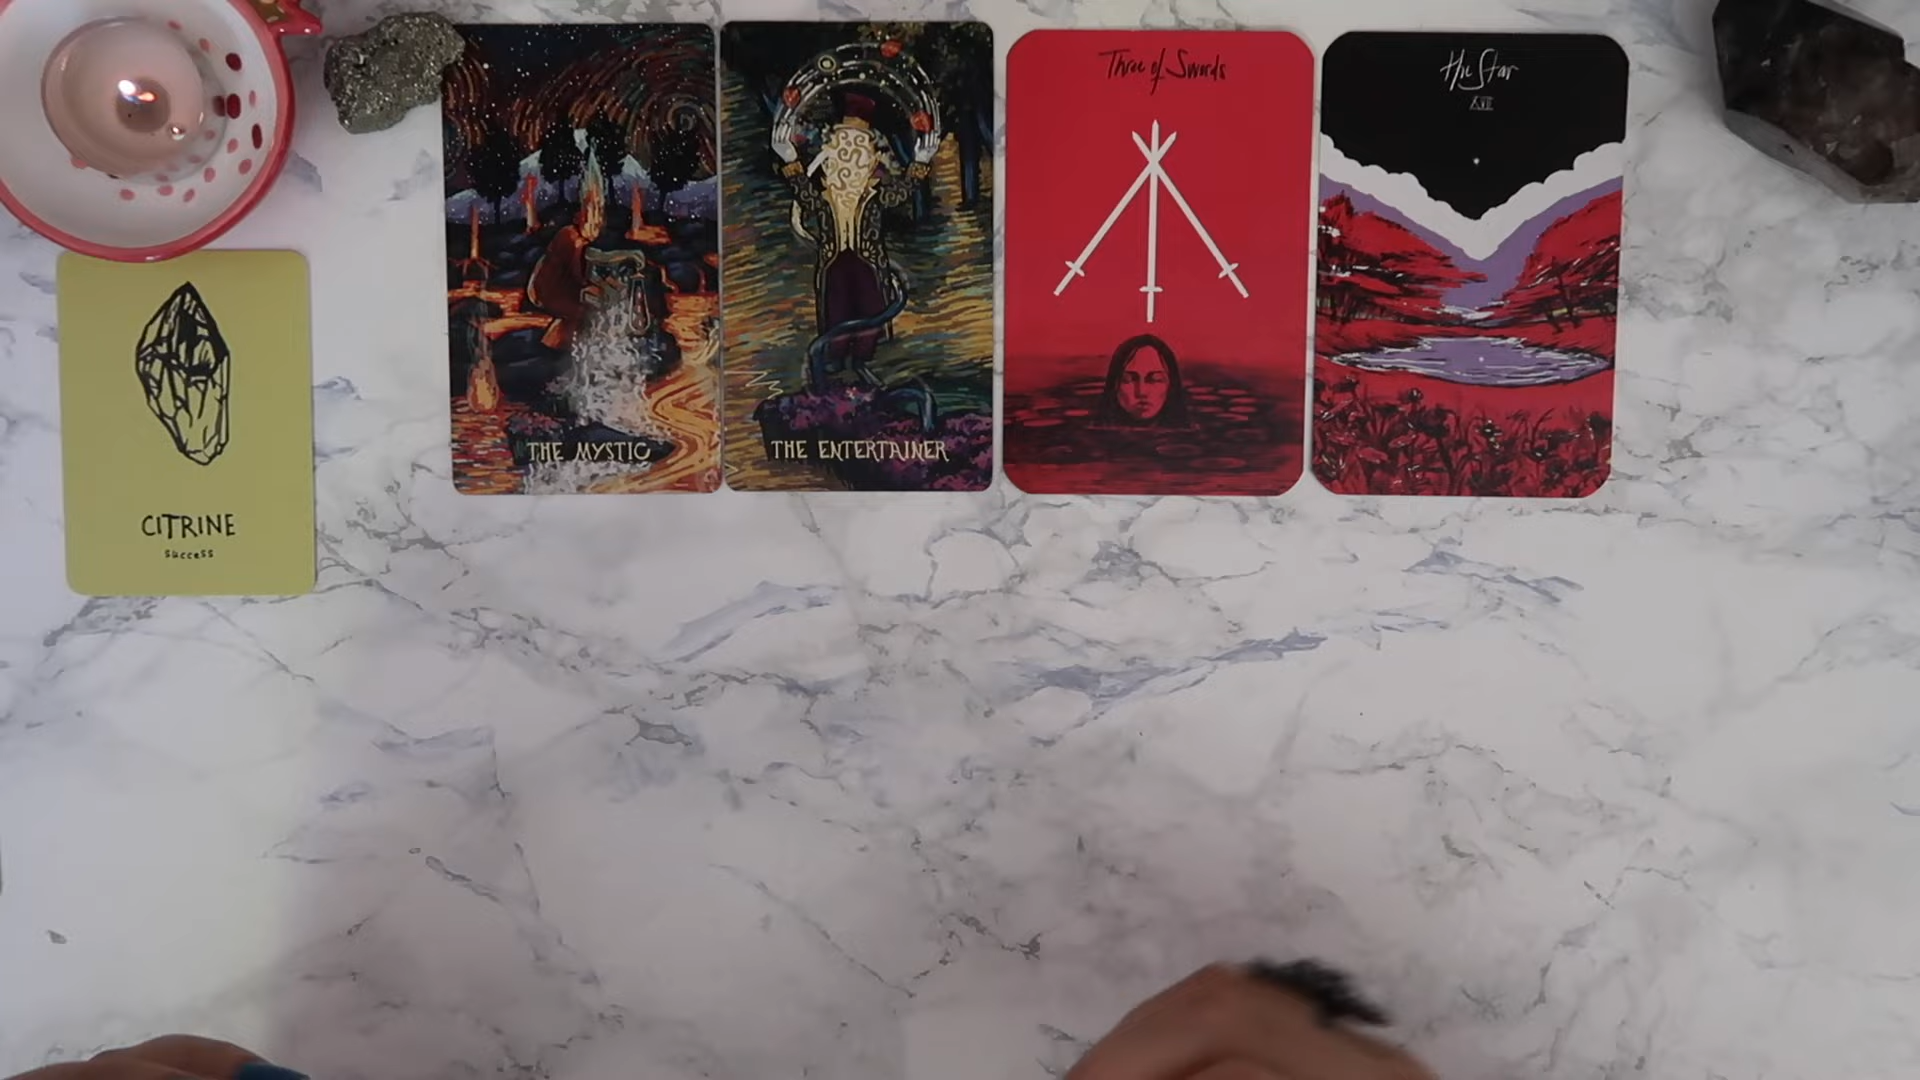 Three of Swords
The Star
XVII
THE MYSTIC
THE ENTERTAINER
CITRINE
success